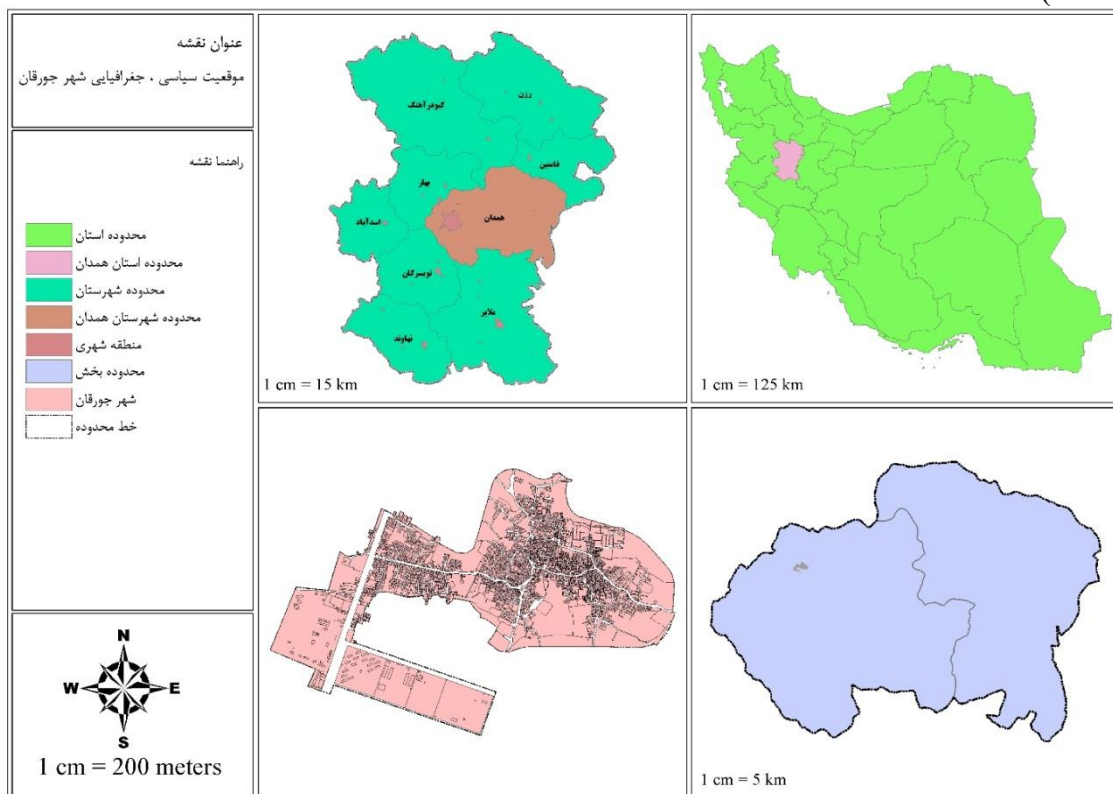 )
عنوان نقشه
موقعیت سیاسی ، جغرافیایی شهر جورقان
راهنما نقشه
محدوده استان
محدوده استان همدان
محدوده شهرستان
محدوده شهرستان همدان
منطقه شهری
محدوده بخش
شهر جورقان
خط محدوده
N
W E
S
1 cm = 200 meters
کبودرآهنگ
رزن
فامنین
بهار
همدان
اسدآباد
تویسرکان
ملایر
نهاوند
1 cm = 15 km
1 cm = 125 km
1 cm = 5 km